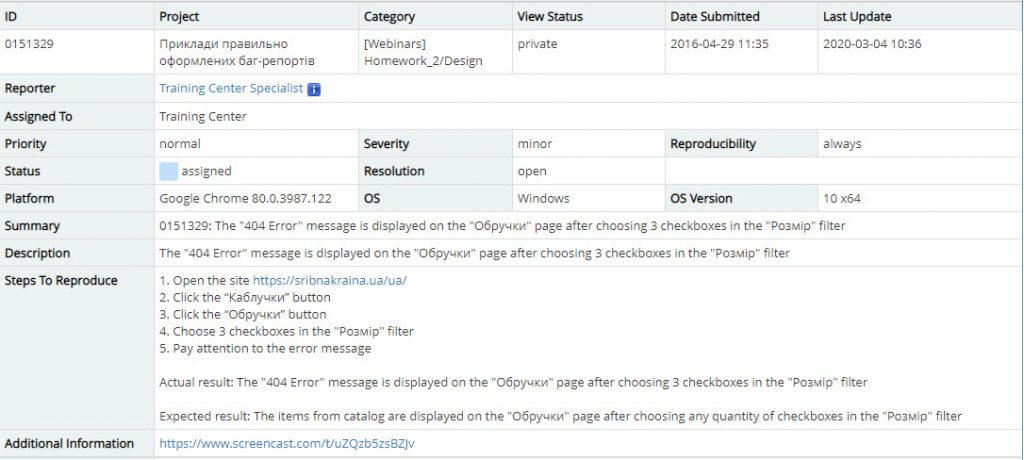 ID Project Category View Status Date Submitted Last Update
0151329 Приклади правильно оформлених баг-репортів [Webinars] Homework_2/Design private 2016-04-29 11:35 2020-03-04 10:36
Reporter Training Center Specialist
Assigned To Training Center
Priority normal Severity minor Reproducibility always
Status assigned Resolution open
Platform Google Chrome 80.0.3987.122 OS Windows OS Version 10 x64
Summary 0151329: The "404 Error" message is displayed on the "Обручки" page after choosing 3 checkboxes in the "Розмір" filter
Description The "404 Error" message is displayed on the "Обручки" page after choosing 3 checkboxes in the "Розмір" filter
Steps To Reproduce 1. Open the site https://sribnakraina.ua/ua/
2. Click the “Каблучки” button
3. Click the “Обручки” button
4. Choose 3 checkboxes in the "Розмір" filter
5. Pay attention to the error message
Actual result: The "404 Error" message is displayed on the "Обручки" page after choosing 3 checkboxes in the "Розмір" filter
Expected result: The items from catalog are displayed on the "Обручки" page after choosing any quantity of checkboxes in the "Розмір" filter
Additional Information https://www.screencast.com/t/uZQzb5zsBZJv